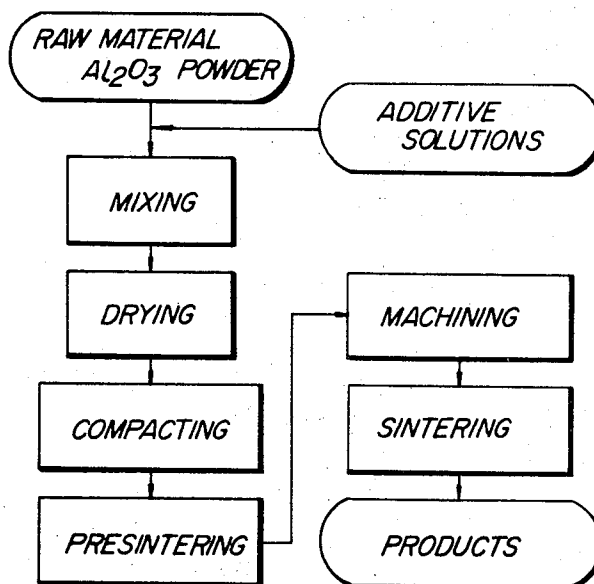 RAW MATERIAL
Al2O3 POWDER
ADDITIVE
SOLUTIONS
MIXING
DRYING
COMPACTING
PRESINTERING
MACHINING
SINTERING
PRODUCTS